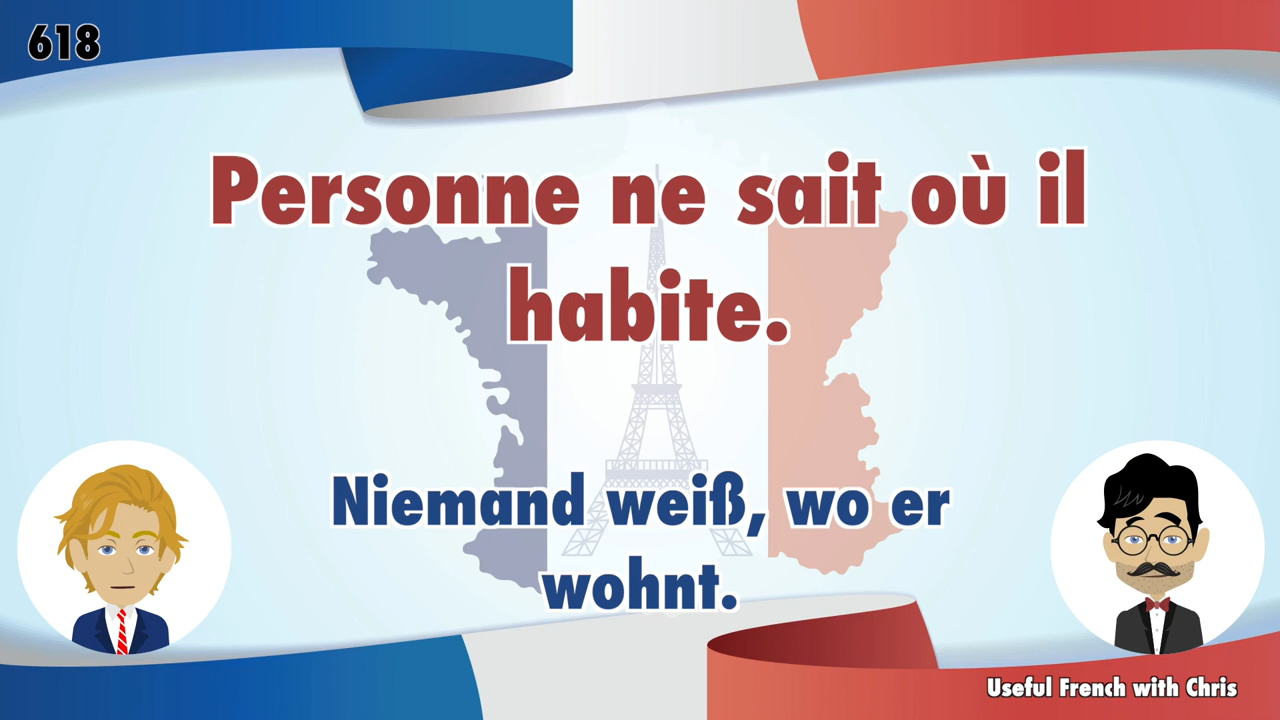 618
Personne ne sait où il
habite.
Niemand weiß, wo er
wohnt.
Useful French with Chris